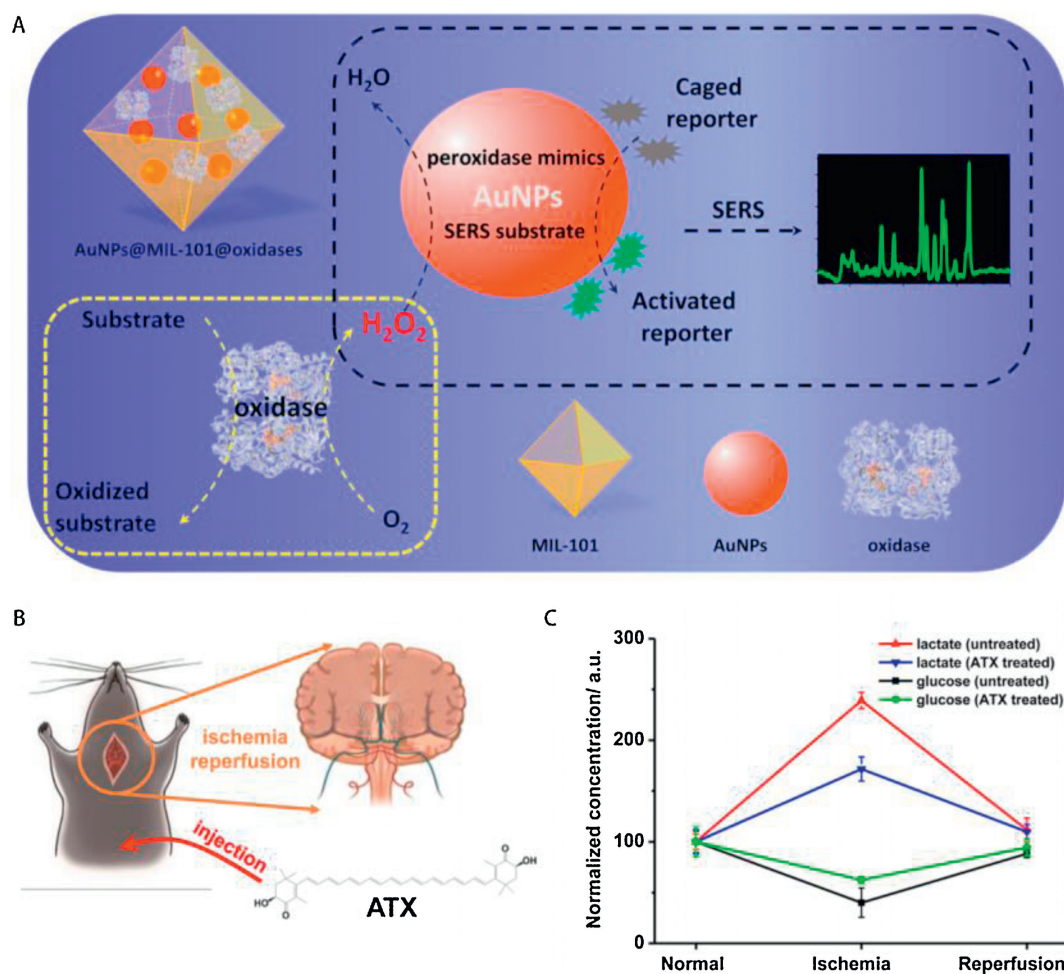 A
H₂O
Caged
reporter
peroxidase mimics
AuNPs
SERS substrate
SERS
AuNPs@MIL-101@oxidases
Activated
reporter
Substrate
H₂O₂
oxidase
Oxidized
substrate
O₂
MIL-101
AuNPs
oxidase
B
ischemia
reperfusion
injection
O
OH
HO
O
ATX
C
Normalized concentration/ a.u.
300
200
100
0
lactate (untreated)
lactate (ATX treated)
glucose (untreated)
glucose (ATX treated)
Normal
Ischemia
Reperfusion